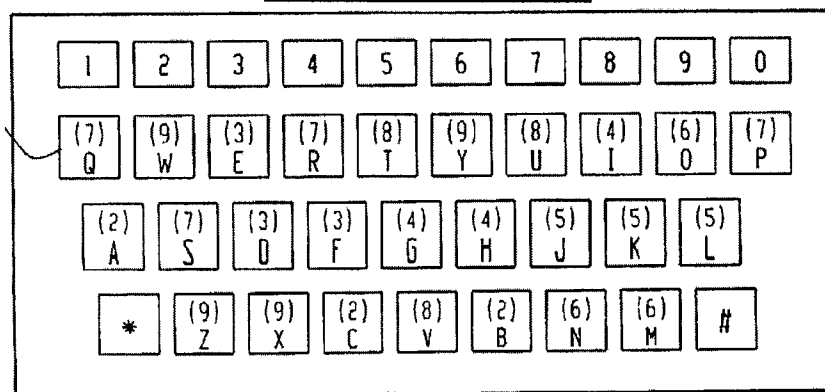 1 2 3 4 5 6 7 8 9 0
(7) (9) (3) (7) (8) (9) (8) (4) (6) (7)
Q W E R T Y U I O P
(2) (7) (3) (3) (4) (4) (5) (5) (5)
A S D F G H J K L
(9) (9) (2) (8) (2) (6) (6)
* Z X C V B N M #